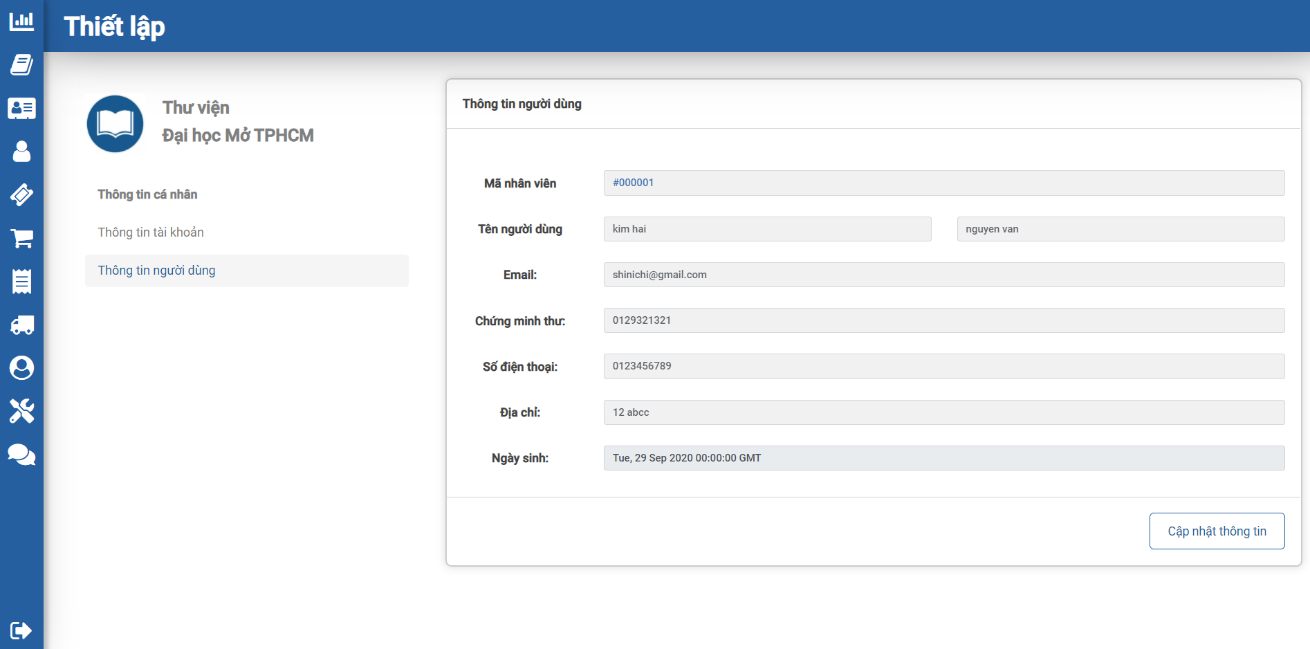 Thiết lập
Thư viện
Đại học Mở TPHCM
Thông tin cá nhân
Thông tin tài khoản
Thông tin người dùng
Thông tin người dùng
Mã nhân viên #000001
Tên người dùng kim hai nguyen van
Email: shinichi@gmail.com
Chứng minh thư: 0129321321
Số điện thoại: 0123456789
Địa chỉ: 12 abcc
Ngày sinh: Tue, 29 Sep 2020 00:00:00 GMT
Cập nhật thông tin